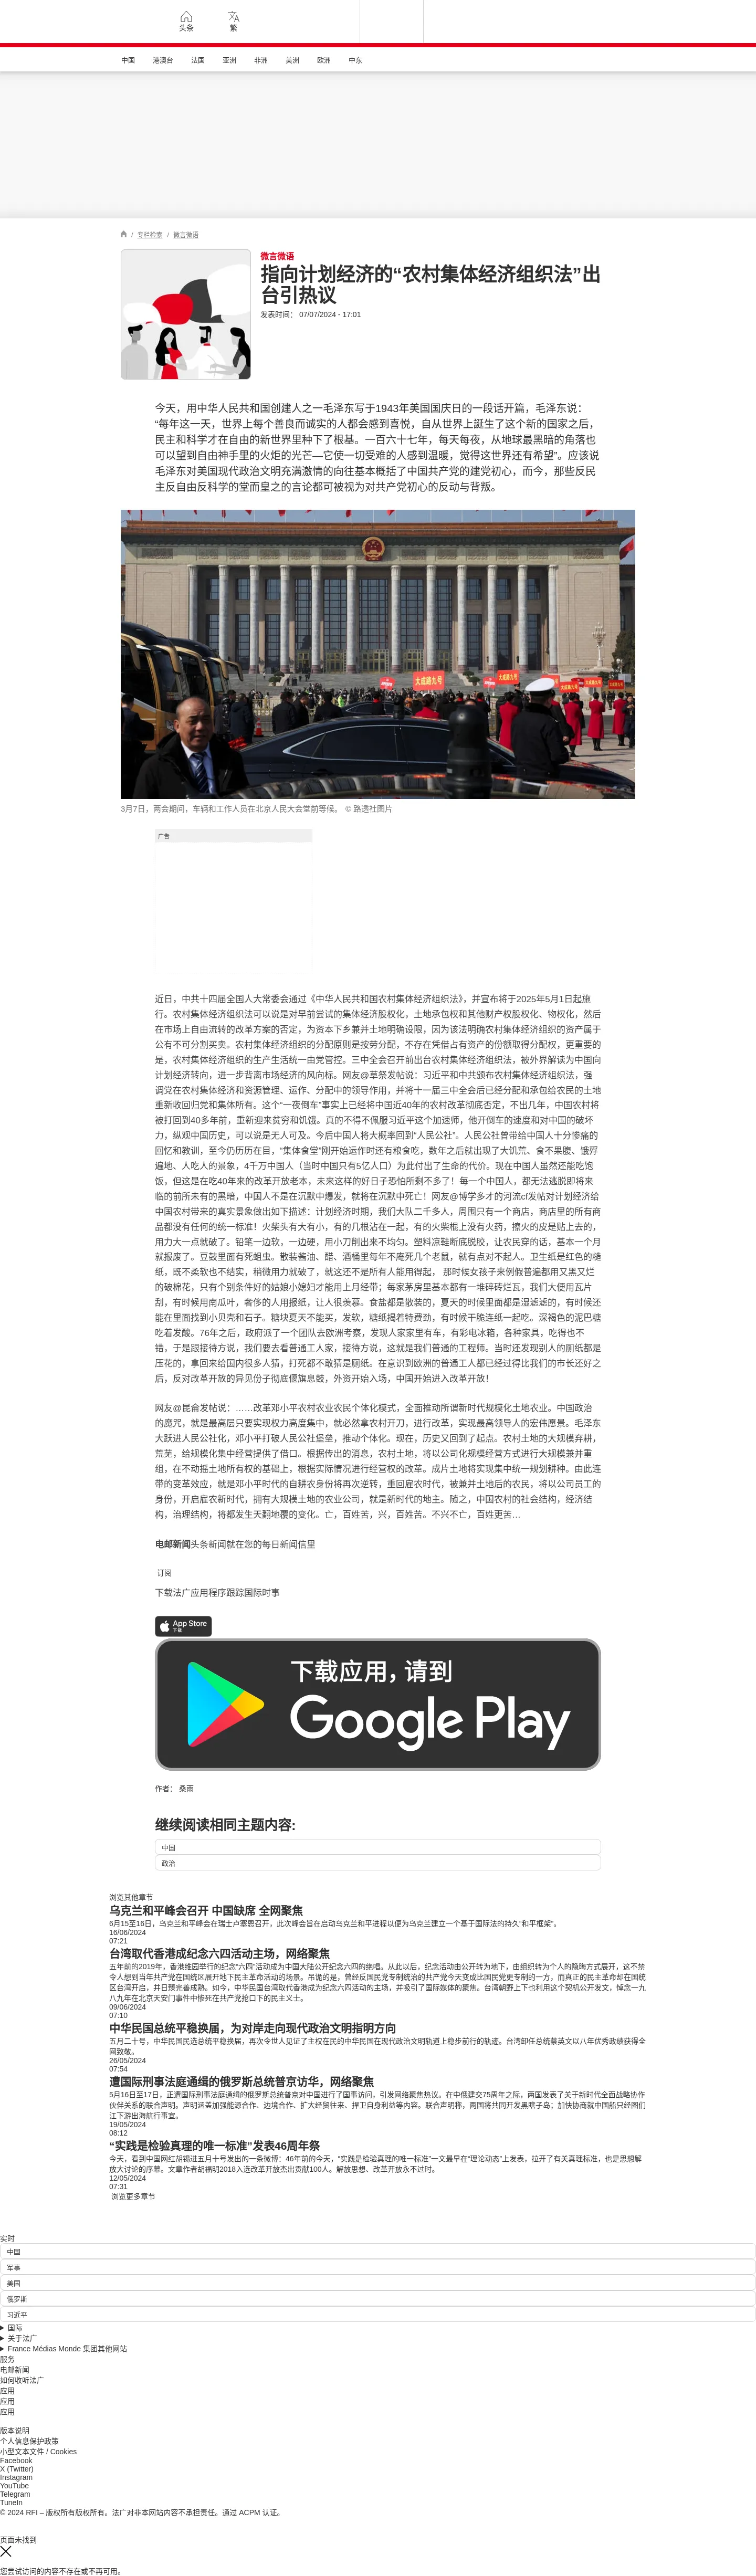 头条
繁
中国 港澳台 法国 亚洲 非洲 美洲 欧洲 中东
/ 专栏检索 / 微言微语
微言微语
指向计划经济的“农村集体经济组织法”出
台引热议
发表时间： 07/07/2024 - 17:01
今天，用中华人民共和国创建人之一毛泽东写于1943年美国国庆日的一段话开篇，毛泽东说：
“每年这一天，世界上每个善良而诚实的人都会感到喜悦，自从世界上诞生了这个新的国家之后，
民主和科学才在自由的新世界里种下了根基。一百六十七年，每天每夜，从地球最黑暗的角落也
可以望到自由神手里的火炬的光芒—它使一切受难的人感到温暖，觉得这世界还有希望”。应该说
毛泽东对美国现代政治文明充满激情的向往基本概括了中国共产党的建党初心，而今，那些反民
主反自由反科学的堂而皇之的言论都可被视为对共产党初心的反动与背叛。
大成路九号
大成路九号
3月7日，两会期间，车辆和工作人员在北京人民大会堂前等候。 © 路透社图片
广告
近日，中共十四届全国人大常委会通过《中华人民共和国农村集体经济组织法》，并宣布将于2025年5月1日起施
行。农村集体经济组织法可以说是对早前尝试的集体经济股权化，土地承包权和其他财产权股权化、物权化，然后
在市场上自由流转的改革方案的否定，为资本下乡兼并土地明确设限，因为该法明确农村集体经济组织的资产属于
公有不可分割买卖。农村集体经济组织的分配原则是按劳分配，不存在凭借占有资产的份额取得分配权，更重要的
是，农村集体经济组织的生产生活统一由党管控。三中全会召开前出台农村集体经济组织法，被外界解读为中国向
计划经济转向，进一步背离市场经济的风向标。网友@草祭发帖说：习近平和中共颁布农村集体经济组织法，强
调党在农村集体经济和资源管理、运作、分配中的领导作用，并将十一届三中全会后已经分配和承包给农民的土地
重新收回归党和集体所有。这个“一夜倒车”事实上已经将中国近40年的农村改革彻底否定，不出几年，中国农村将
被打回到40多年前，重新迎来贫穷和饥饿。真的不得不佩服习近平这个加速师，他开倒车的速度和对中国的破坏
力，纵观中国历史，可以说是无人可及。今后中国人将大概率回到“人民公社”。人民公社曾带给中国人十分惨痛的
回忆和教训，至今仍历历在目，“集体食堂”刚开始运作时还有粮食吃，数年之后就出现了大饥荒、食不果腹、饿殍
遍地、人吃人的景象，4千万中国人（当时中国只有5亿人口）为此付出了生命的代价。现在中国人虽然还能吃饱
饭，但这是在吃40年来的改革开放老本，未来这样的好日子恐怕所剩不多了！每一个中国人，都无法逃脱即将来
临的前所未有的黑暗，中国人不是在沉默中爆发，就将在沉默中死亡！网友@博学多才的河流cf发帖对计划经济给
中国农村带来的真实景象做出如下描述：计划经济时期，我们大队二千多人，周围只有一个商店，商店里的所有商
品都没有任何的统一标准！火柴头有大有小，有的几根沾在一起，有的火柴棍上没有火药，擦火的皮是贴上去的，
用力大一点就破了。铅笔一边软，一边硬，用小刀削出来不均匀。塑料凉鞋断底脱胶，让农民穿的话，基本一个月
就报废了。豆鼓里面有死蛆虫。散装酱油、醋、酒桶里每年不庵死几个老鼠，就有点对不起人。卫生纸是红色的糙
纸，既不柔软也不结实，稍微用力就破了，就这还不是所有人能用得起， 那时候女孩子来例假普遍都用又黑又烂
的破棉花，只有个别条件好的姑娘小媳妇才能用上月经带；每家茅房里基本都有一堆碎砖烂瓦，我们大便用瓦片
刮，有时候用南瓜叶，奢侈的人用报纸，让人很羡慕。食盐都是散装的，夏天的时候里面都是湿滤滤的，有时候还
能在里面找到小贝壳和石子。糖块夏天不能买，发软，糖纸揭着特费劲，有时候干脆连纸一起吃。深褐色的泥巴糖
吃着发酸。76年之后，政府派了一个团队去欧洲考察，发现人家家里有车，有彩电冰箱，各种家具，吃得也不
错，于是跟接待方说，我们要去看普通工人家，接待方说，这就是我们普通的工程师。当时还发现别人的厕纸都是
压花的，拿回来给国内很多人猜，打死都不敢猜是厕纸。在意识到欧洲的普通工人都已经过得比我们的市长还好之
后，反对改革开放的异见份子彻底偃旗息鼓，外资开始入场，中国开始进入改革开放！
网友@昆侖发帖说：……改革邓小平农村农业农民个体化模式，全面推动所谓新时代规模化土地农业。中国政治
的魔咒，就是最高层只要实现权力高度集中，就必然拿农村开刀，进行改革，实现最高领导人的宏伟愿景。毛泽东
大跃进人民公社化，邓小平打破人民公社堡垒，推动个体化。现在，历史又回到了起点。农村土地的大规模弃耕，
荒芜，给规模化集中经营提供了借口。根据传出的消息，农村土地，将以公司化规模经营方式进行大规模兼并重
组，在不动摇土地所有权的基础上，根据实际情况进行经营权的改革。成片土地将实现集中统一规划耕种。由此连
带的变革效应，就是邓小平时代的自耕农身份将再次逆转，重回雇农时代，被兼并土地后的农民，将以公司员工的
身份，开启雇农新时代，拥有大规模土地的农业公司，就是新时代的地主。随之，中国农村的社会结构，经济结
构，治理结构，将都发生天翻地覆的变化。亡，百姓苦，兴，百姓苦。不兴不亡，百姓更苦…
电邮新闻头条新闻就在您的每日新闻信里
订阅
下载法广应用程序跟踪国际时事
App Store
下载
下载应用，请到
Google Play
作者： 桑雨
继续阅读相同主题内容:
中国
政治
浏览其他章节
乌克兰和平峰会召开 中国缺席 全网聚焦
6月15至16日，乌克兰和平峰会在瑞士卢塞恩召开，此次峰会旨在启动乌克兰和平进程以便为乌克兰建立一个基于国际法的持久“和平框架”。
16/06/2024
07:21
台湾取代香港成纪念六四活动主场，网络聚焦
五年前的2019年，香港维园举行的纪念“六四”活动成为中国大陆公开纪念六四的绝唱。从此以后，纪念活动由公开转为地下，由组织转为个人的隐晦方式展开，这不禁
令人想到当年共产党在国统区展开地下民主革命活动的场景。吊诡的是，曾经反国民党专制统治的共产党今天变成比国民党更专制的一方，而真正的民主革命却在国统
区台湾开启，并日臻完善成熟。如今，中华民国台湾取代香港成为纪念六四活动的主场，并吸引了国际媒体的聚焦。台湾朝野上下也利用这个契机公开发文，悼念一九
八九年在北京天安门事件中惨死在共产党抢口下的民主义士。
09/06/2024
07:10
中华民国总统平稳换届，为对岸走向现代政治文明指明方向
五月二十号，中华民国民选总统平稳换届，再次令世人见证了主权在民的中华民国在现代政治文明轨道上稳步前行的轨迹。台湾卸任总统蔡英文以八年优秀政绩获得全
网致敬。
26/05/2024
07:54
遭国际刑事法庭通缉的俄罗斯总统普京访华，网络聚焦
5月16日至17日，正遭国际刑事法庭通缉的俄罗斯总统普京对中国进行了国事访问，引发网络聚焦热议。在中俄建交75周年之际，两国发表了关于新时代全面战略协作
伙伴关系的联合声明。声明涵盖加强能源合作、边境合作、扩大经贸往来、捍卫自身利益等内容。联合声明称，两国将共同开发黑瞎子岛；加快协商就中国船只经图们
江下游出海航行事宜。
19/05/2024
08:12
“实践是检验真理的唯一标准”发表46周年祭
今天，看到中国网红胡锡进五月十号发出的一条微博：46年前的今天，“实践是检验真理的唯一标准”一文最早在“理论动态”上发表，拉开了有关真理标准，也是思想解
放大讨论的序幕。文章作者胡福明2018入选改革开放杰出贡献100人。解放思想、改革开放永不过时。
12/05/2024
07:31
浏览更多章节
实时
中国
军事
美国
俄罗斯
习近平
国际
关于法广
France Médias Monde 集团其他网站
服务
电邮新闻
如何收听法广
应用
应用
应用
版本说明
个人信息保护政策
小型文本文件 / Cookies
Facebook
X (Twitter)
Instagram
YouTube
Telegram
TuneIn
© 2024 RFI – 版权所有版权所有。法广对非本网站内容不承担责任。通过 ACPM 认证。
页面未找到
您尝试访问的内容不存在或不再可用。